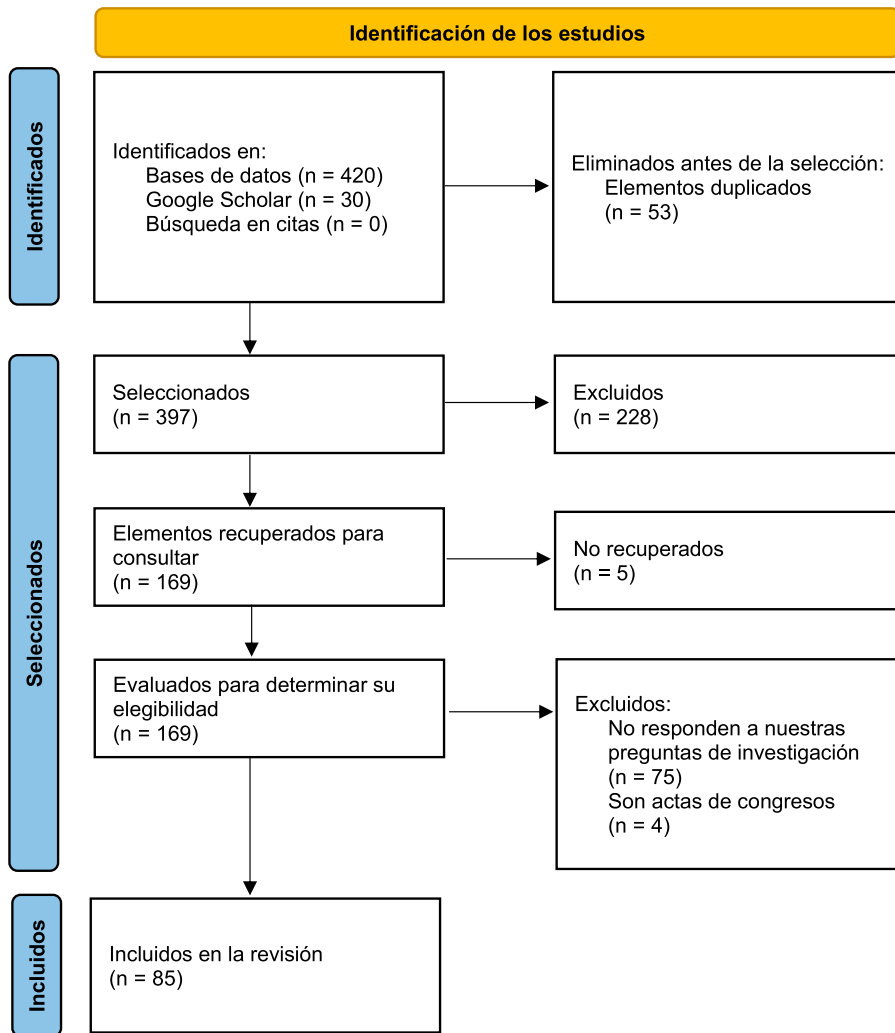 Identificación de los estudios
Identificados
Identificados en:
Bases de datos (n = 420)
Google Scholar (n = 30)
Búsqueda en citas (n = 0)
Eliminados antes de la selección:
Elementos duplicados
(n = 53)
Seleccionados
Seleccionados
(n = 397)
Excluidos
(n = 228)
Elementos recuperados para
consultar
(n = 169)
No recuperados
(n = 5)
Evaluados para determinar su
elegibilidad
(n = 169)
Excluidos:
No responden a nuestras
preguntas de investigación
(n = 75)
Son actas de congresos
(n = 4)
Incluidos
Incluidos en la revisión
(n = 85)